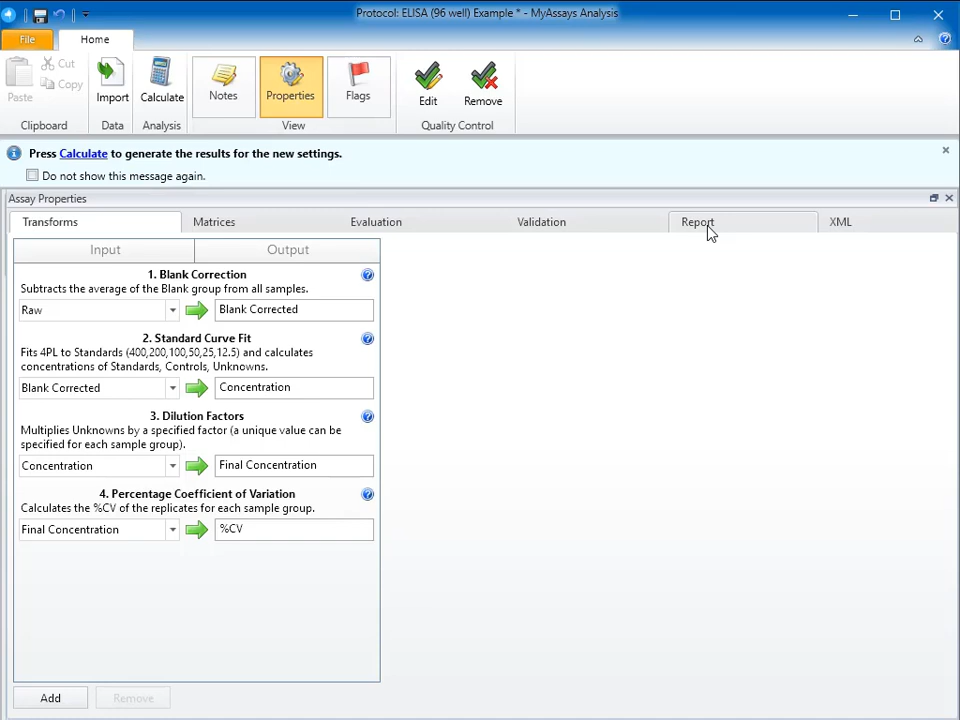 Protocol: ELISA (96 well) Example * - MyAssays Analysis
File
Home
Paste
Cut
Copy
Import
Calculate
Notes
Properties
Flags
Edit
Remove
Clipboard
Data
Analysis
View
Quality Control
Press Calculate to generate the results for the new settings.
Do not show this message again.
Assay Properties
Transforms
Matrices
Evaluation
Validation
Report
XML
Input
Output
1. Blank Correction
Subtracts the average of the Blank group from all samples.
Raw
Blank Corrected
2. Standard Curve Fit
Fits 4PL to Standards (400,200,100,50,25,12.5) and calculates
concentrations of Standards, Controls, Unknowns.
Blank Corrected
Concentration
3. Dilution Factors
Multiplies Unknowns by a specified factor (a unique value can be
specified for each sample group).
Concentration
Final Concentration
4. Percentage Coefficient of Variation
Calculates the %CV of the replicates for each sample group.
Final Concentration
%CV
Add
Remove